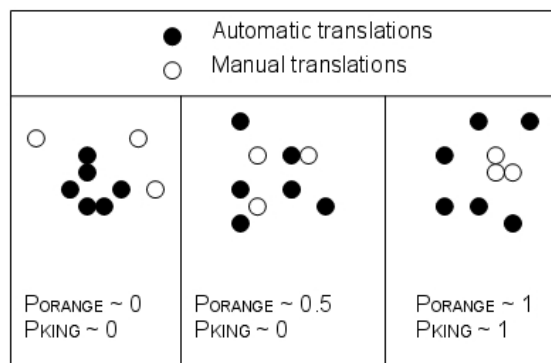 Automatic translations
Manual translations
PORANGE ~ 0
PKING ~ 0
PORANGE ~ 0.5
PKING ~ 0
PORANGE ~ 1
PKING ~ 1